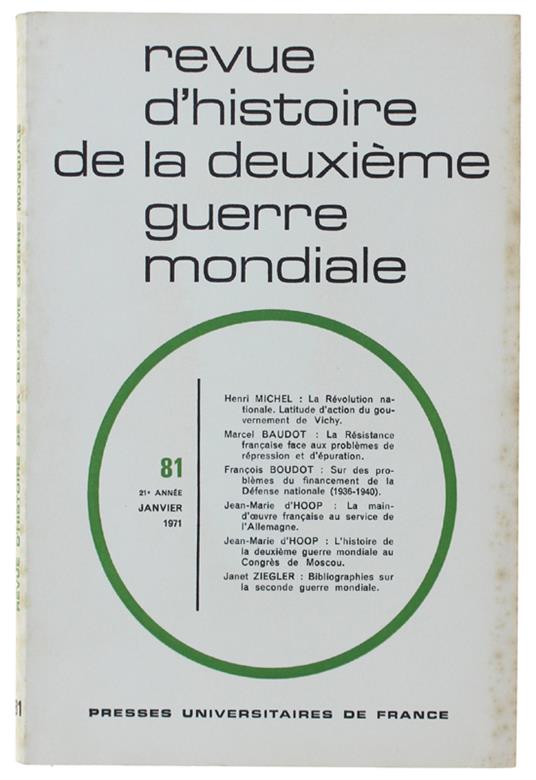 revue
d'histoire
de la deuxième
guerre
mondiale
81
21e ANNÉE
JANVIER
1971
Henri MICHEL : La Révolution na-
tionale. Latitude d'action du gou-
vernement de Vichy.
Marcel BAUDOT : La Résistance
française face aux problèmes de
répression et d'épuration.
François BOUDOT : Sur des pro-
blèmes du financement de la
Défense nationale (1936-1940).
Jean-Marie d'HOOP : La main-
d'œuvre française au service de
l'Allemagne.
Jean-Marie d'HOOP : L'histoire de
la deuxième guerre mondiale au
Congrès de Moscou.
Janet ZIEGLER : Bibliographies sur
la seconde guerre mondiale.
PRESSES UNIVERSITAIRES DE FRANCE
REVUE D'HISTOIRE DE LA DEUXIÈME GUERRE MONDIALE
81